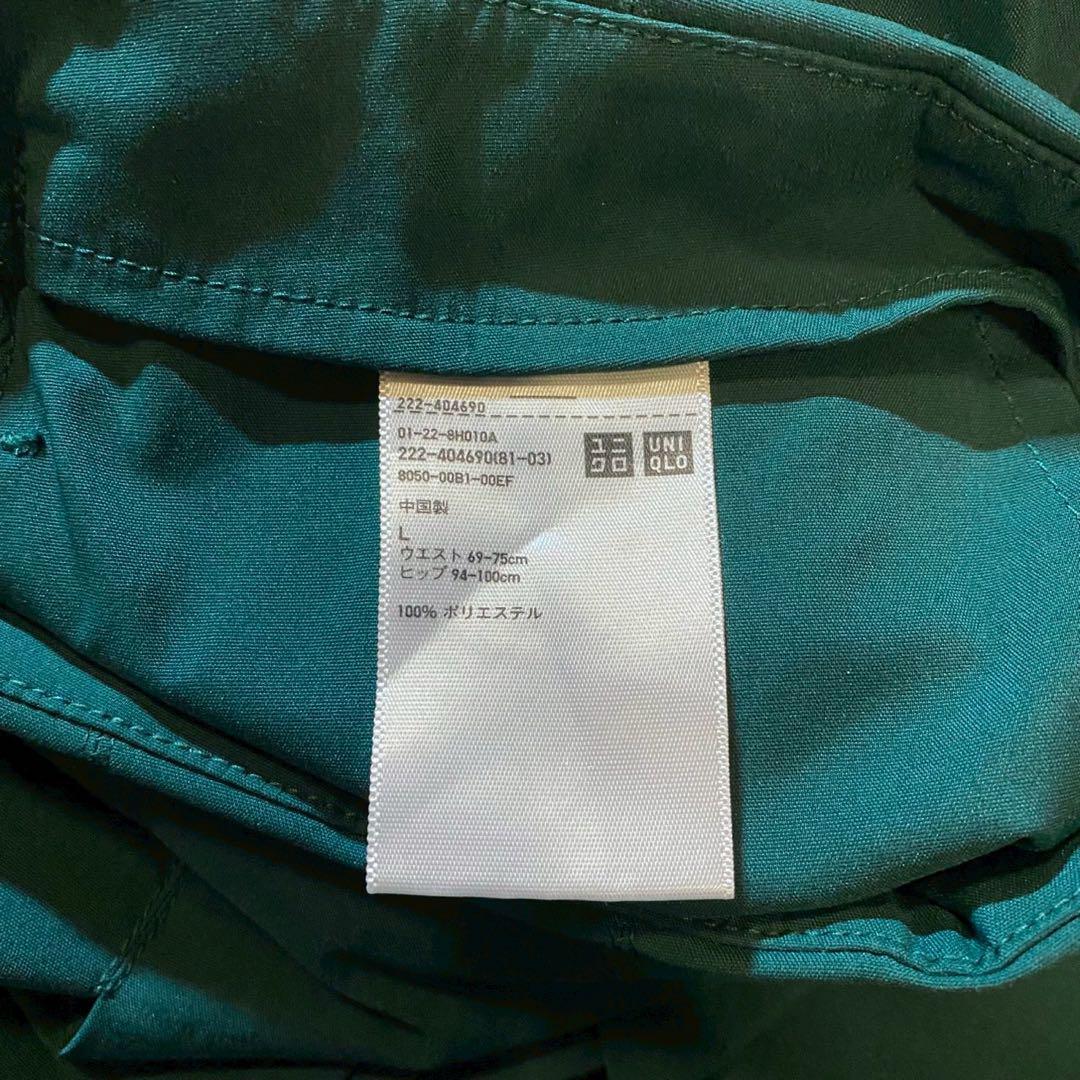 222-404690
01-22-8H010A
222-404690(81-03)
8050-00B1-00EF
ユニクロ
UNIQLO
中国製
L
ウエスト 69-75cm
ヒップ 94-100cm
100% ポリエステル